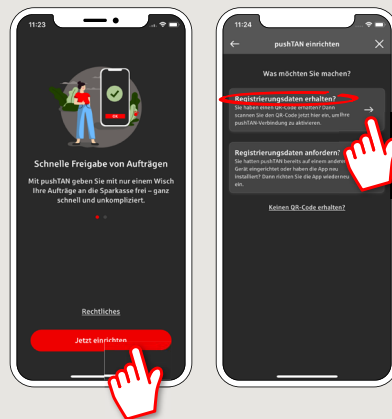 11:23
OK
Schnelle Freigabe von Aufträgen
Mit pushTAN geben Sie mit nur einem Wisch
Ihre Aufträge an die Sparkasse frei – ganz
schnell und unkompliziert.
Rechtliches
Jetzt einrichten
11:24
pushTAN einrichten
Was möchten Sie machen?
Registrierungsdaten erhalten?
Sie haben einen QR-Code erhalten? Dann
scannen Sie den QR-Code jetzt hier ein, um Ihre
pushTAN-Verbindung zu aktivieren.
Registrierungsdaten anfordern?
Sie hatten pushTAN bereits auf einem anderen
Gerät eingerichtet oder haben die App neu
installiert? Dann richten Sie die App wieder neu
ein.
Keinen QR-Code erhalten?